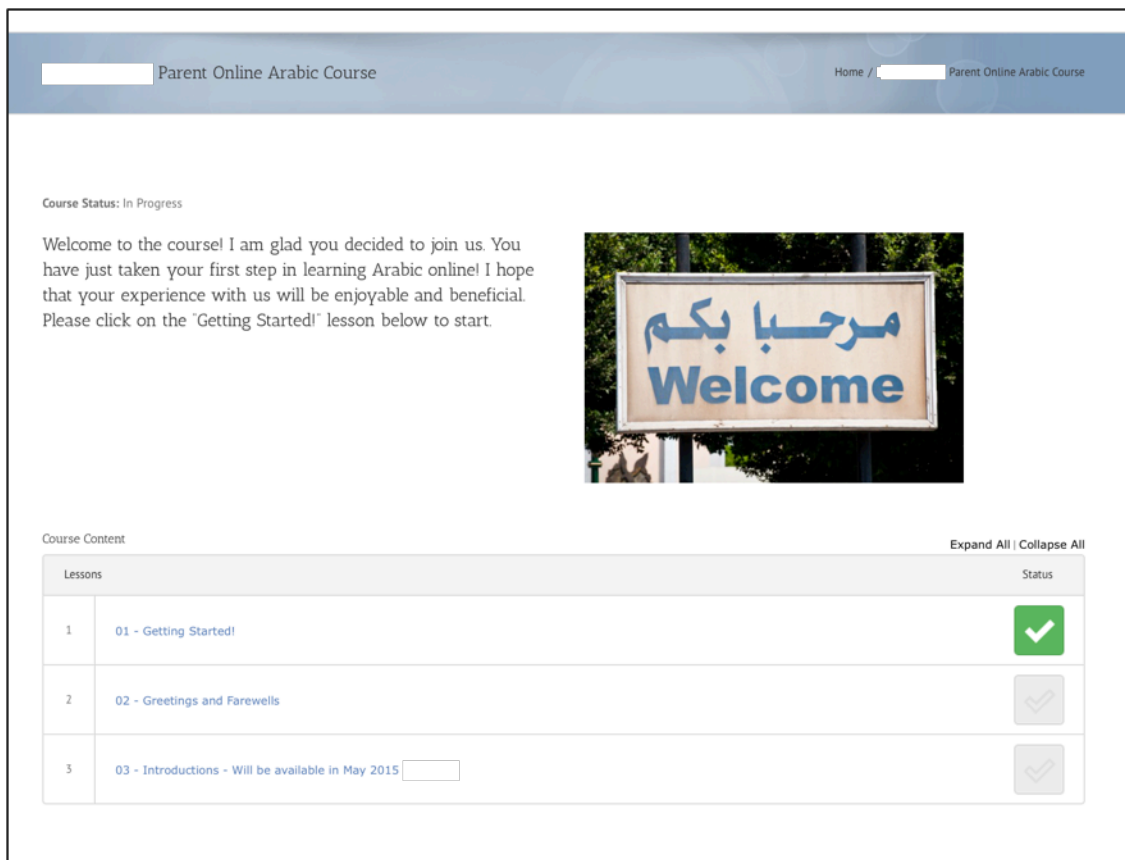 Parent Online Arabic Course
Home / Parent Online Arabic Course
Course Status: In Progress
Welcome to the course! I am glad you decided to join us. You
have just taken your first step in learning Arabic online! I hope
that your experience with us will be enjoyable and beneficial.
Please click on the "Getting Started!" lesson below to start.
مرحبا بكم
Welcome
Course Content
Expand All | Collapse All
Lessons Status
1 01 - Getting Started!
2 02 - Greetings and Farewells
3 03 - Introductions - Will be available in May 2015